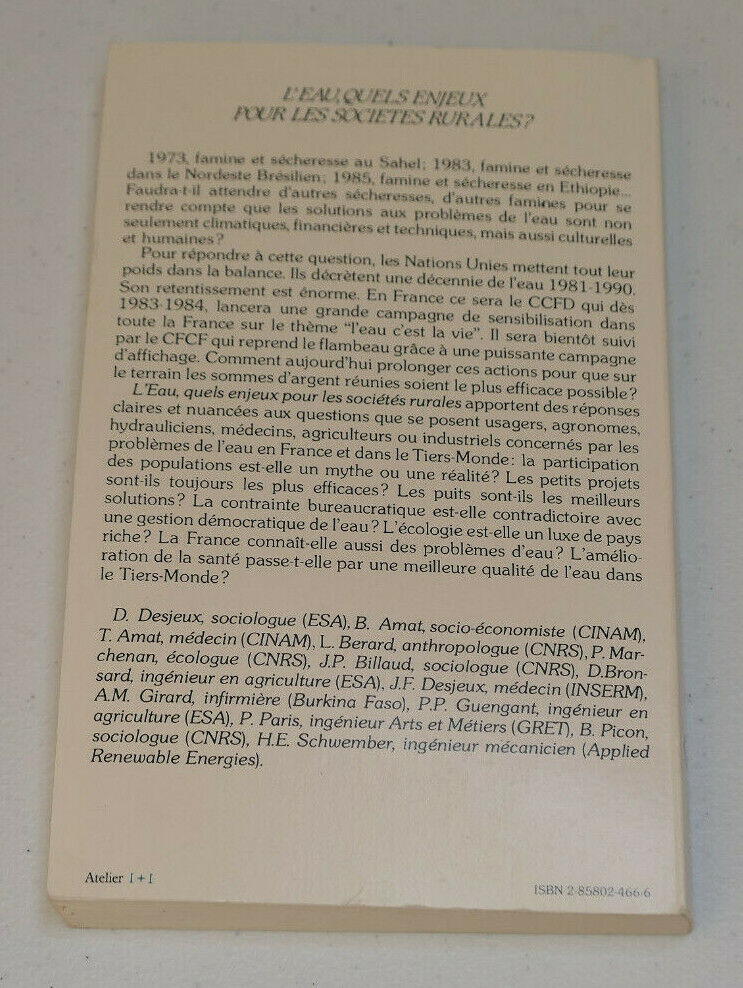 L'EAU, QUELS ENJEUX
POUR LES SOCIETES RURALES?
1973, famine et sécheresse au Sahel; 1983, famine et sécheresse
dans le Nordeste Brésilien; 1985, famine et sécheresse en Ethiopie...
Faudra-t-il attendre d'autres sécheresses, d'autres famines pour se
rendre compte que les solutions aux problèmes de l'eau sont non
seulement climatiques, financières et techniques, mais aussi culturelles
et humaines?
Pour répondre à cette question, les Nations Unies mettent tout leur
poids dans la balance. Ils décrètent une décennie de l'eau 1981-1990.
Son retentissement est énorme. En France ce sera le CCFD qui dès
1983-1984, lancera une grande campagne de sensibilisation dans
toute la France sur le thème "l'eau c'est la vie". Il sera bientôt suivi
par le CFCF qui reprend le flambeau grâce à une puissante campagne
d'affichage. Comment aujourd'hui prolonger ces actions pour que sur
le terrain les sommes d'argent réunies soient le plus efficace possible?
L'Eau, quels enjeux pour les sociétés rurales apportent des réponses
claires et nuancées aux questions que se posent usagers, agronomes,
hydrauliciens, médecins, agriculteurs ou industriels concernés par les
problèmes de l'eau en France et dans le Tiers-Monde: la participation
des populations est-elle un mythe ou une réalité? Les petits projets
sont-ils toujours les plus efficaces? Les puits sont-ils les meilleurs
solutions? La contrainte bureaucratique est-elle contradictoire avec
une gestion démocratique de l'eau? L'écologie est-elle un luxe de pays
riche? La France connaît-elle aussi des problèmes d'eau? L'amélio-
ration de la santé passe-t-elle par une meilleure qualité de l'eau dans
le Tiers-Monde?
D. Desjeux, sociologue (ESA), B. Amat, socio-économiste (CINAM),
T. Amat, médecin (CINAM), L. Berard, anthropologue (CNRS), P. Mar-
chenan, écologue (CNRS), J.P. Billaud, sociologue (CNRS), D.Bron-
sard, ingénieur en agriculture (ESA), J.F. Desjeux, médecin (INSERM),
A.M. Girard, infirmière (Burkina Faso), P.P. Guengant, ingénieur en
agriculture (ESA), P. Paris, ingénieur Arts et Métiers (GRET), B. Picon,
sociologue (CNRS), H.E. Schwember, ingénieur mécanicien (Applied
Renewable Energies).
Atelier I+I
ISBN 2-85802-466-6